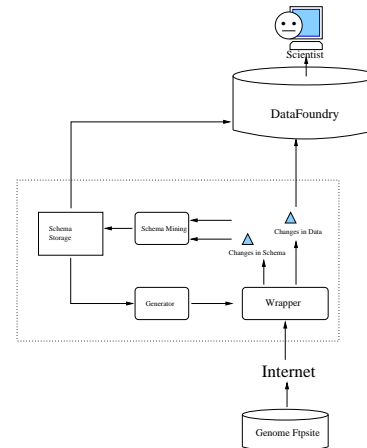 Scientist
DataFoundry
Changes in Data
Schema
Storage
Schema Mining
Changes in Schema
Generator
Wrapper
Internet
Genome Ftpsite